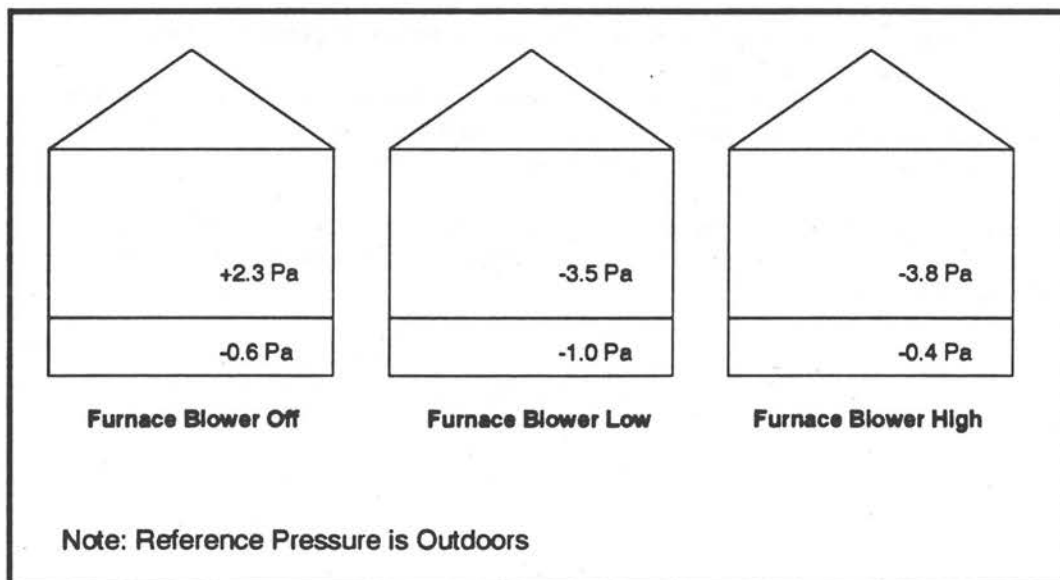 +2.3 Pa
-3.5 Pa
-3.8 Pa
-0.6 Pa
-1.0 Pa
-0.4 Pa
Furnace Blower Off
Furnace Blower Low
Furnace Blower High
Note: Reference Pressure is Outdoors